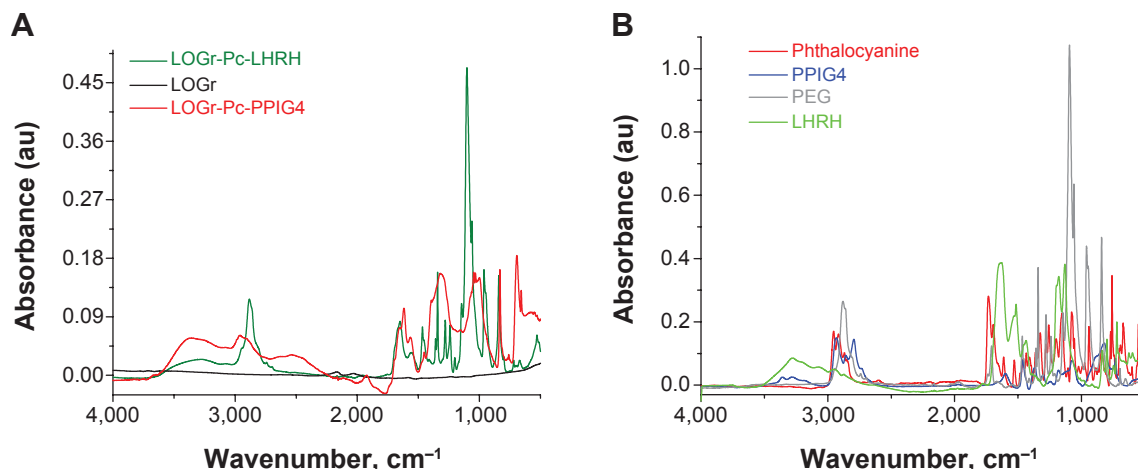 A
LOGr-Pc-LHRH
LOGr
LOGr-Pc-PPIG4
0.45
0.36
0.27
0.18
0.09
0.00
Absorbance (au)
4,000 3,000 2,000 1,000
Wavenumber, cm⁻¹
B
Phthalocyanine
PPIG4
PEG
LHRH
1.0
0.8
0.6
0.4
0.2
0.0
Absorbance (au)
4,000 3,000 2,000 1,000
Wavenumber, cm⁻¹